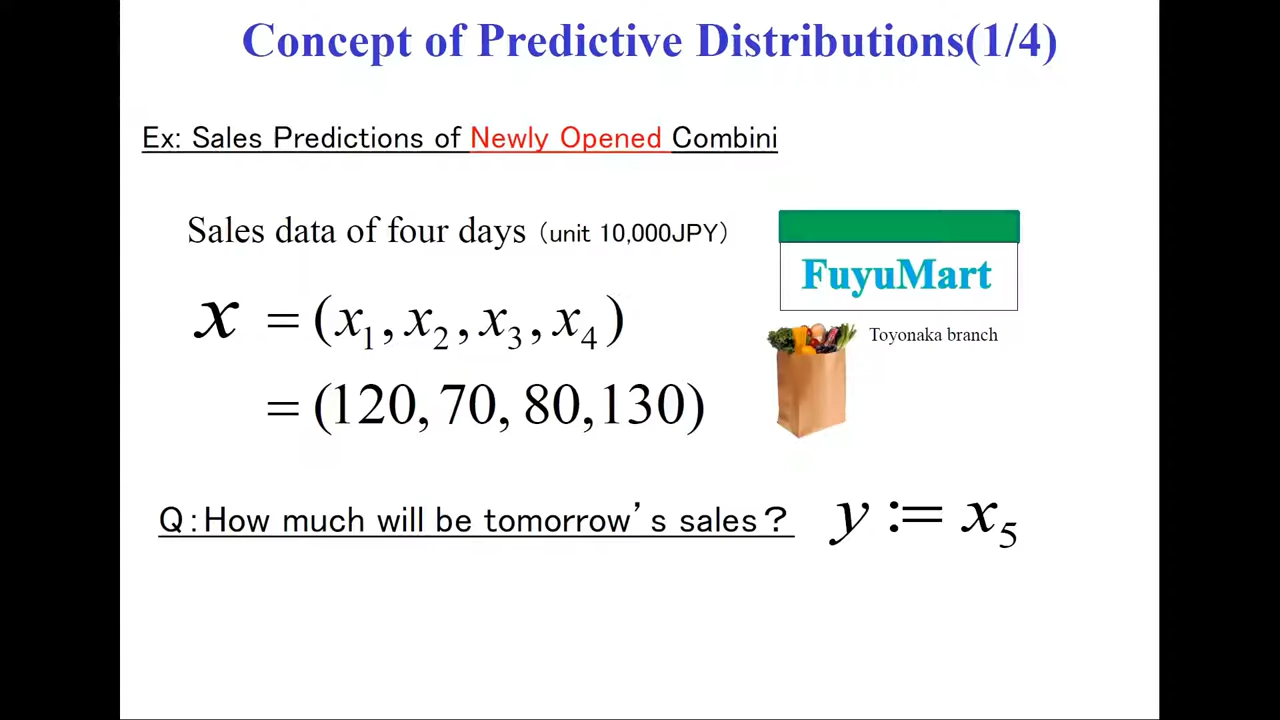 Concept of Predictive Distributions(1/4)
Ex: Sales Predictions of Newly Opened Combini
Sales data of four days (unit 10,000JPY)
FuyuMart
Toyonaka branch
x = (x₁, x₂, x₃, x₄)
= (120, 70, 80, 130)
Q:How much will be tomorrow's sales? y := x₅